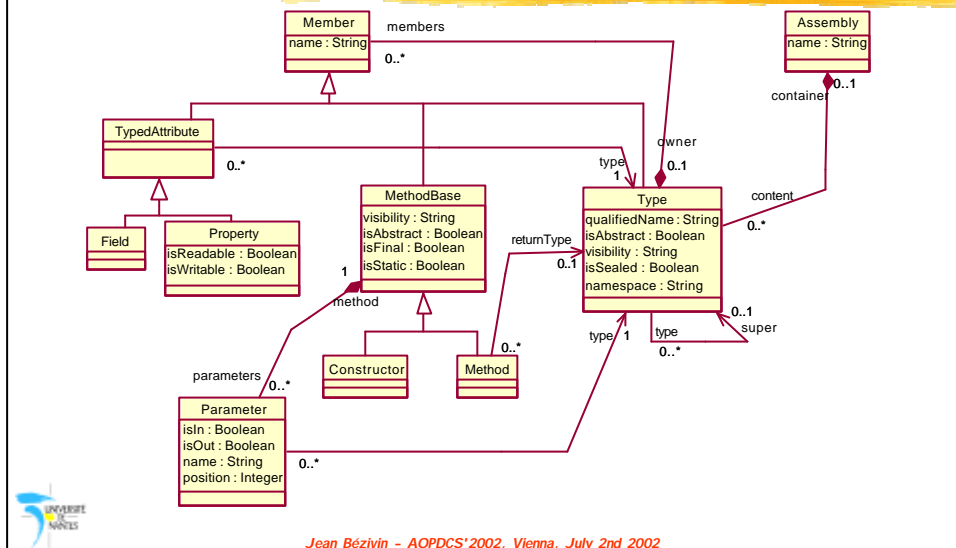 Member
name : String
members
0..*
Assembly
name : String
0..1
container
TypedAttribute
0..*
type
1
owner
0..1
MethodBase
visibility : String
isAbstract : Boolean
isFinal : Boolean
isStatic : Boolean
Type
qualifiedName : String
isAbstract : Boolean
visibility : String
isSealed : Boolean
namespace : String
content
0..*
Field
Property
isReadable : Boolean
isWritable : Boolean
returnType
0..1
1
method
0..1
super
type
0..*
type
1
Constructor
Method
0..*
parameters
0..*
Parameter
isIn : Boolean
isOut : Boolean
name : String
position : Integer
0..*
UNIVERSITE
DE
NANTES
Jean Bézivin - AOPDCS'2002, Vienna, July 2nd 2002